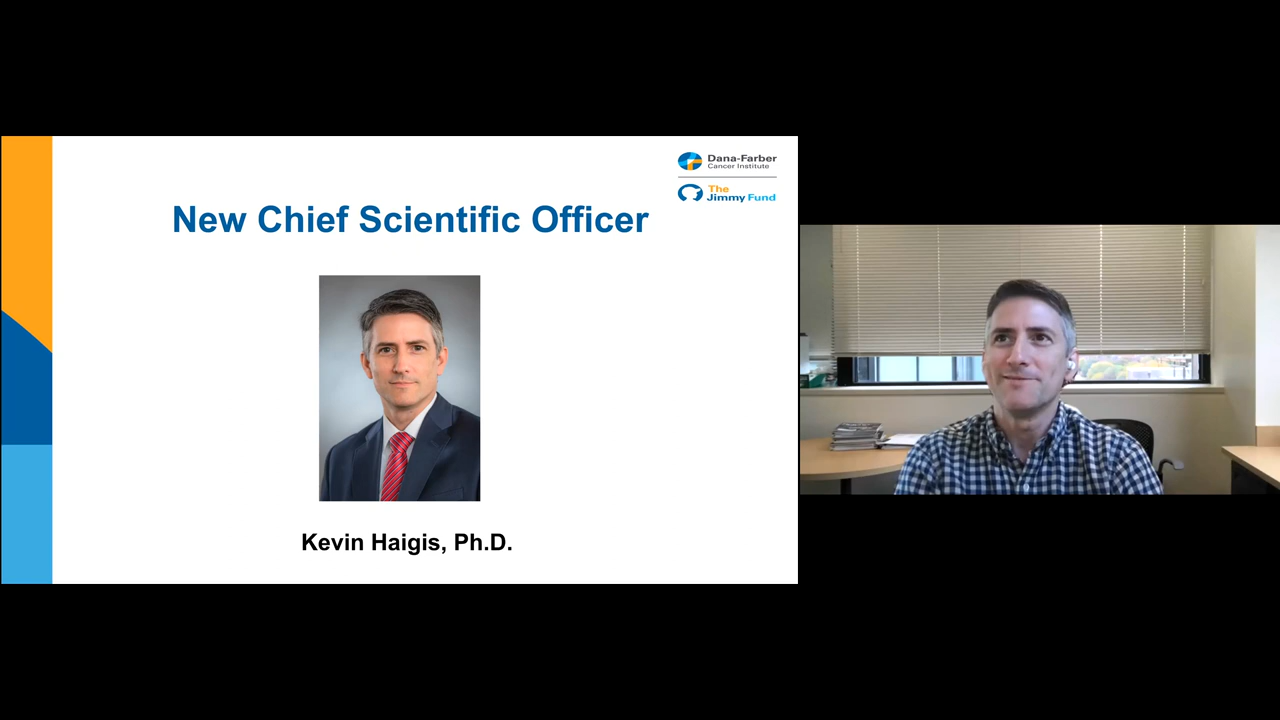 Dana-Farber
Cancer Institute
The
Jimmy Fund
New Chief Scientific Officer
Kevin Haigis, Ph.D.